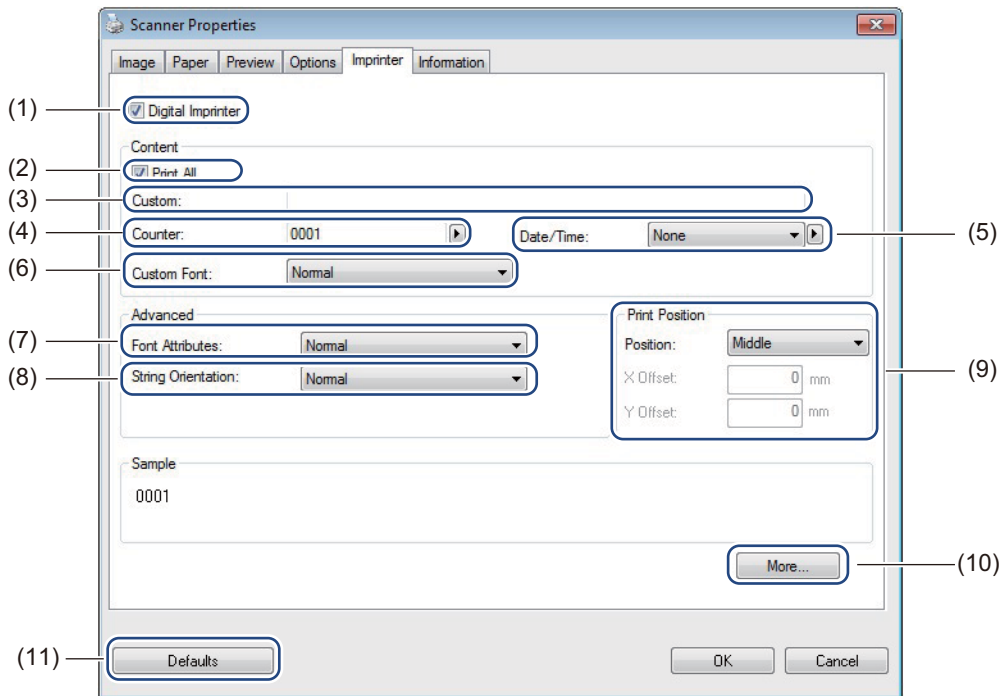 Scanner Properties
Image Paper Preview Options Imprinter Information
(1) Digital Imprinter
Content
(2) Print All
(3) Custom:
(4) Counter: 0001 Date/Time: None (5)
(6) Custom Font: Normal
Advanced Print Position
(7) Font Attributes: Normal Position: Middle
(8) String Orientation: Normal X Offset: 0 mm (9)
Y Offset: 0 mm
Sample
0001
More... (10)
(11) Defaults OK Cancel